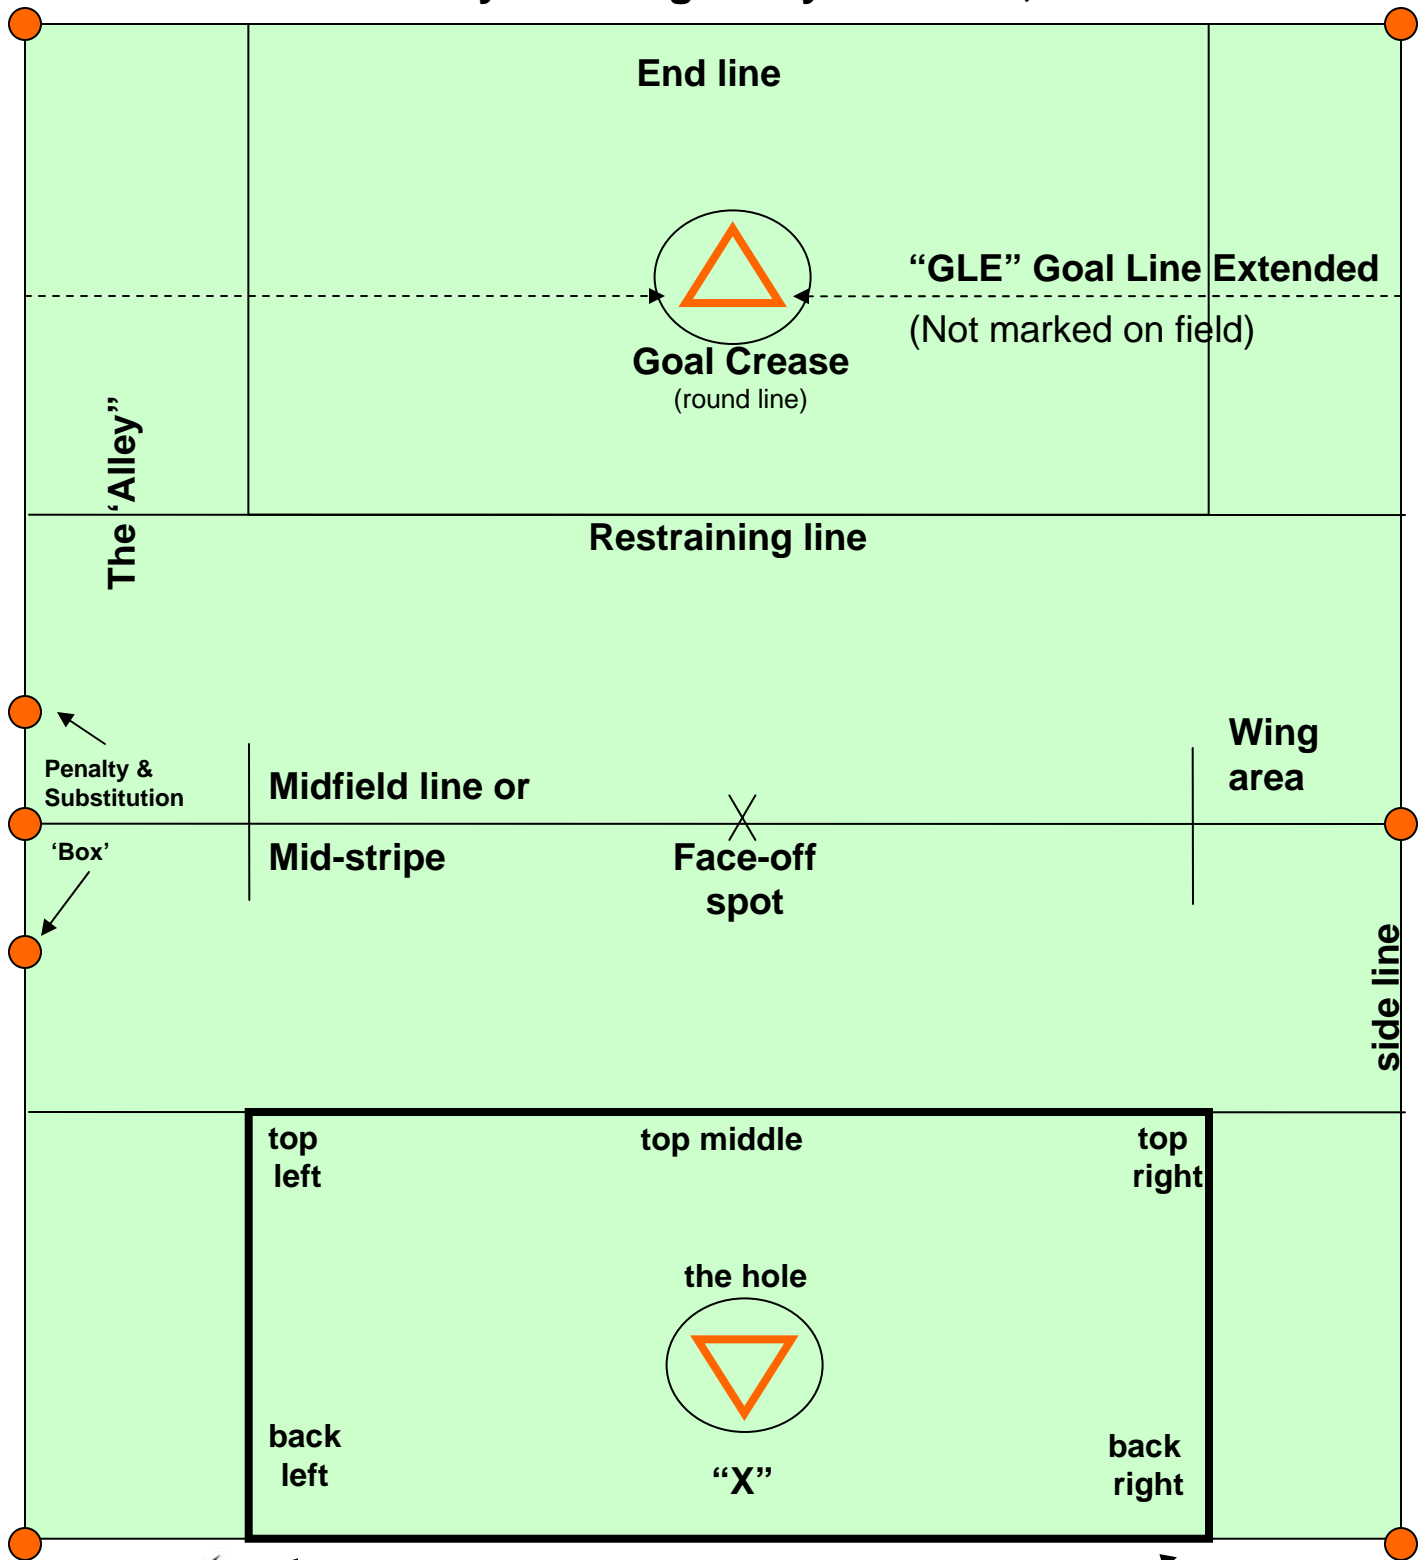 End line
“GLE” Goal Line Extended
(Not marked on field)
Goal Crease
(round line)
The ‘Alley”
Restraining line
Wing
area
Penalty &
Substitution
Midfield line or
‘Box’
Mid-stripe
Face-off
spot
side line
top
left
top middle
top
right
the hole
back
left
“X”
back
right